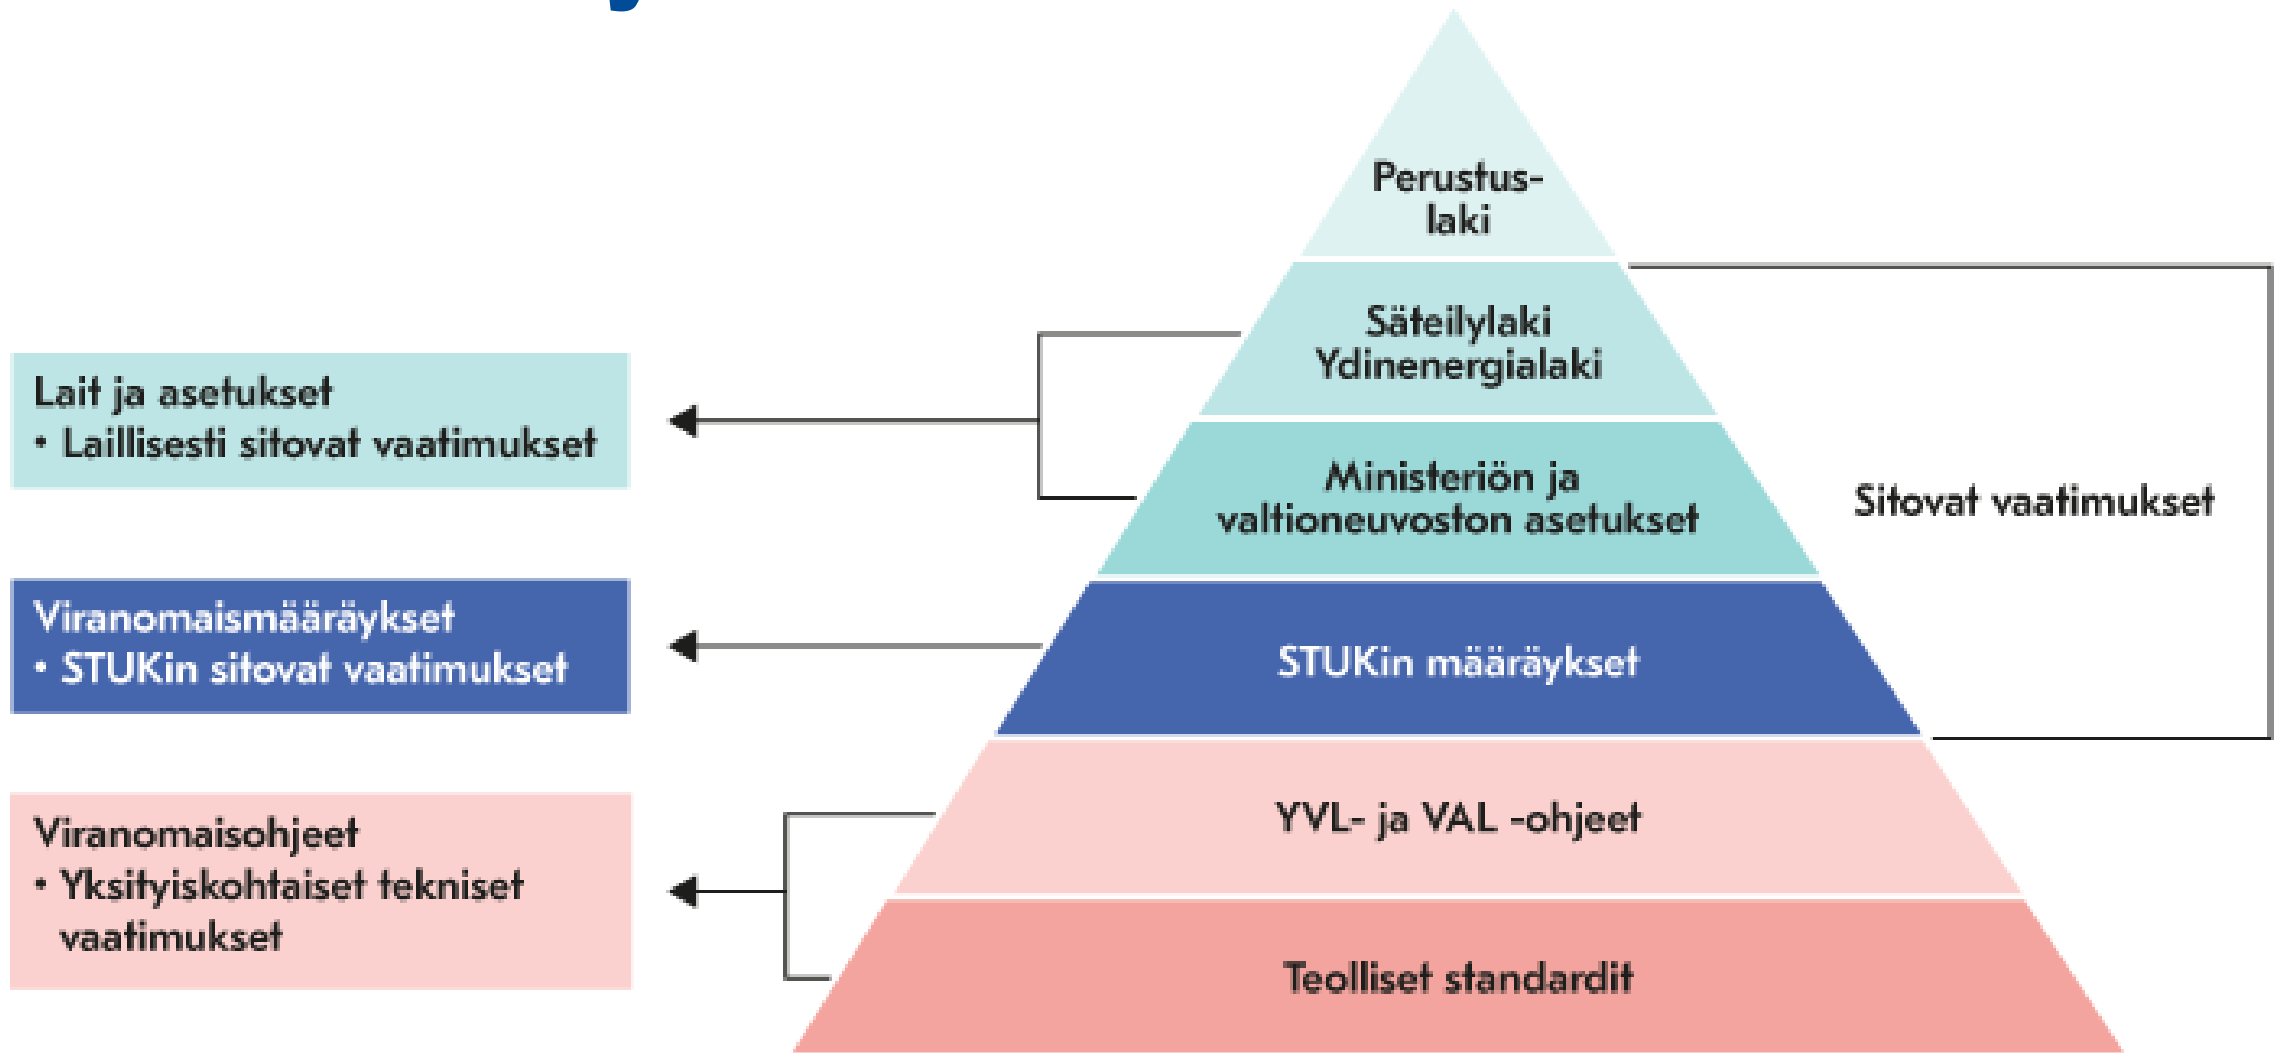 Perustus-
laki
Säteilylaki
Ydinenergialaki
Ministeriön ja
valtioneuvoston asetukset
STUKin määräykset
YVL- ja VAL -ohjeet
Teolliset standardit
Lait ja asetukset
• Laillisesti sitovat vaatimukset
Viranomaismääräykset
• STUKin sitovat vaatimukset
Viranomaisohjeet
• Yksityiskohtaiset tekniset
vaatimukset
Sitovat vaatimukset